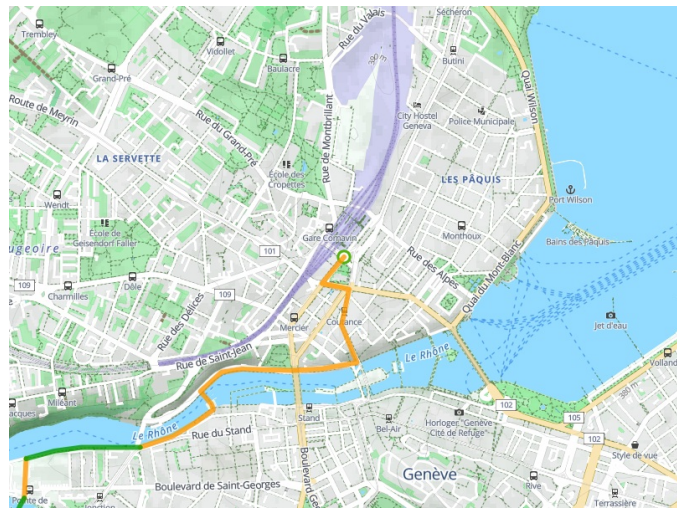 Sécheron
Trembley
Rue du Valais
Vidollet
390 m
Butini
Baulacre
Grand-Pré
Quai Wilson
Route de Meyrin
Rue du Grand-Pré
Rue de Montbrillant
City Hostel
Geneva
Police Municipale
LA SERVETTE
École des
Cropettes
LES PÂQUIS
Port Wilson
Wendt
École de
Geisendorf Faller
Gare Cornavin
Monthoux
Bains des Pâquis
101
Rue des Alpes
Quai du Mont-Blanc
109
Charmilles
Dôle
109
Rue des Délices
Mercier
Coutance
Jet d'eau
Le Rhône
Rue de Saint-Jean
Volland
380 m
Miléant
102
105
Stand
Le Rhône
Rue du Stand
Bel-Air
Horloger "Genève
Cité de Refuge"
102
Style de vue
Genève
Rive
Boulevard de Saint-Georges
Terrassière
Jonction